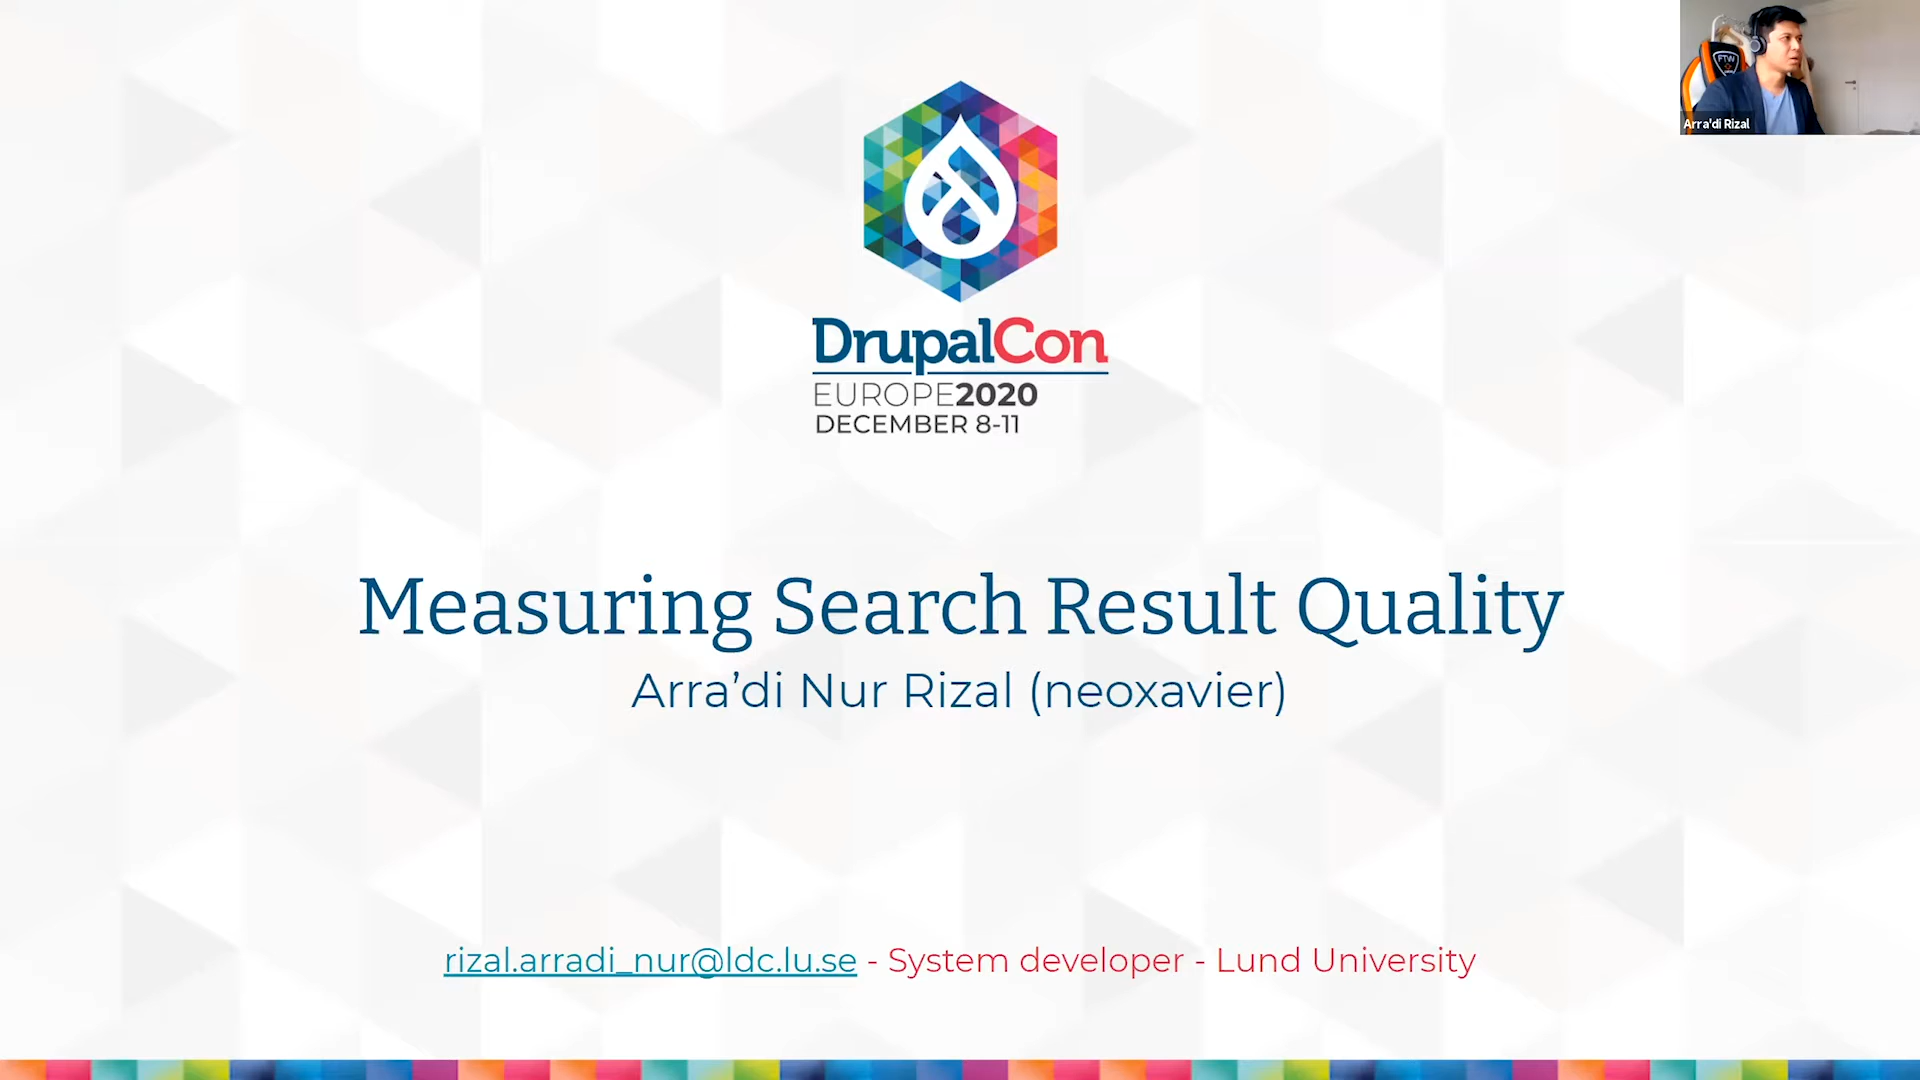 FTW
Arra'di Rizal
DrupalCon
EUROPE2020
DECEMBER 8-11
Measuring Search Result Quality
Arra’di Nur Rizal (neoxavier)
rizal.arradi_nur@ldc.lu.se - System developer - Lund University